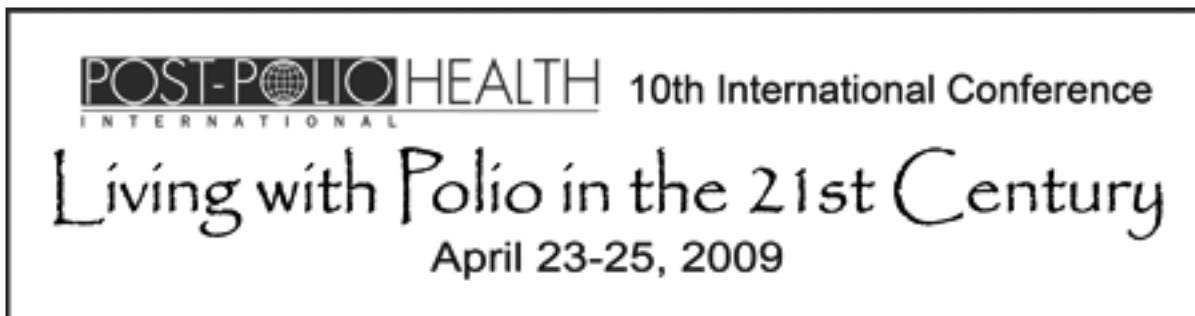 POST-POLIO HEALTH 10th International Conference
INTERNATIONAL
Living with Polio in the 21st Century
April 23-25, 2009